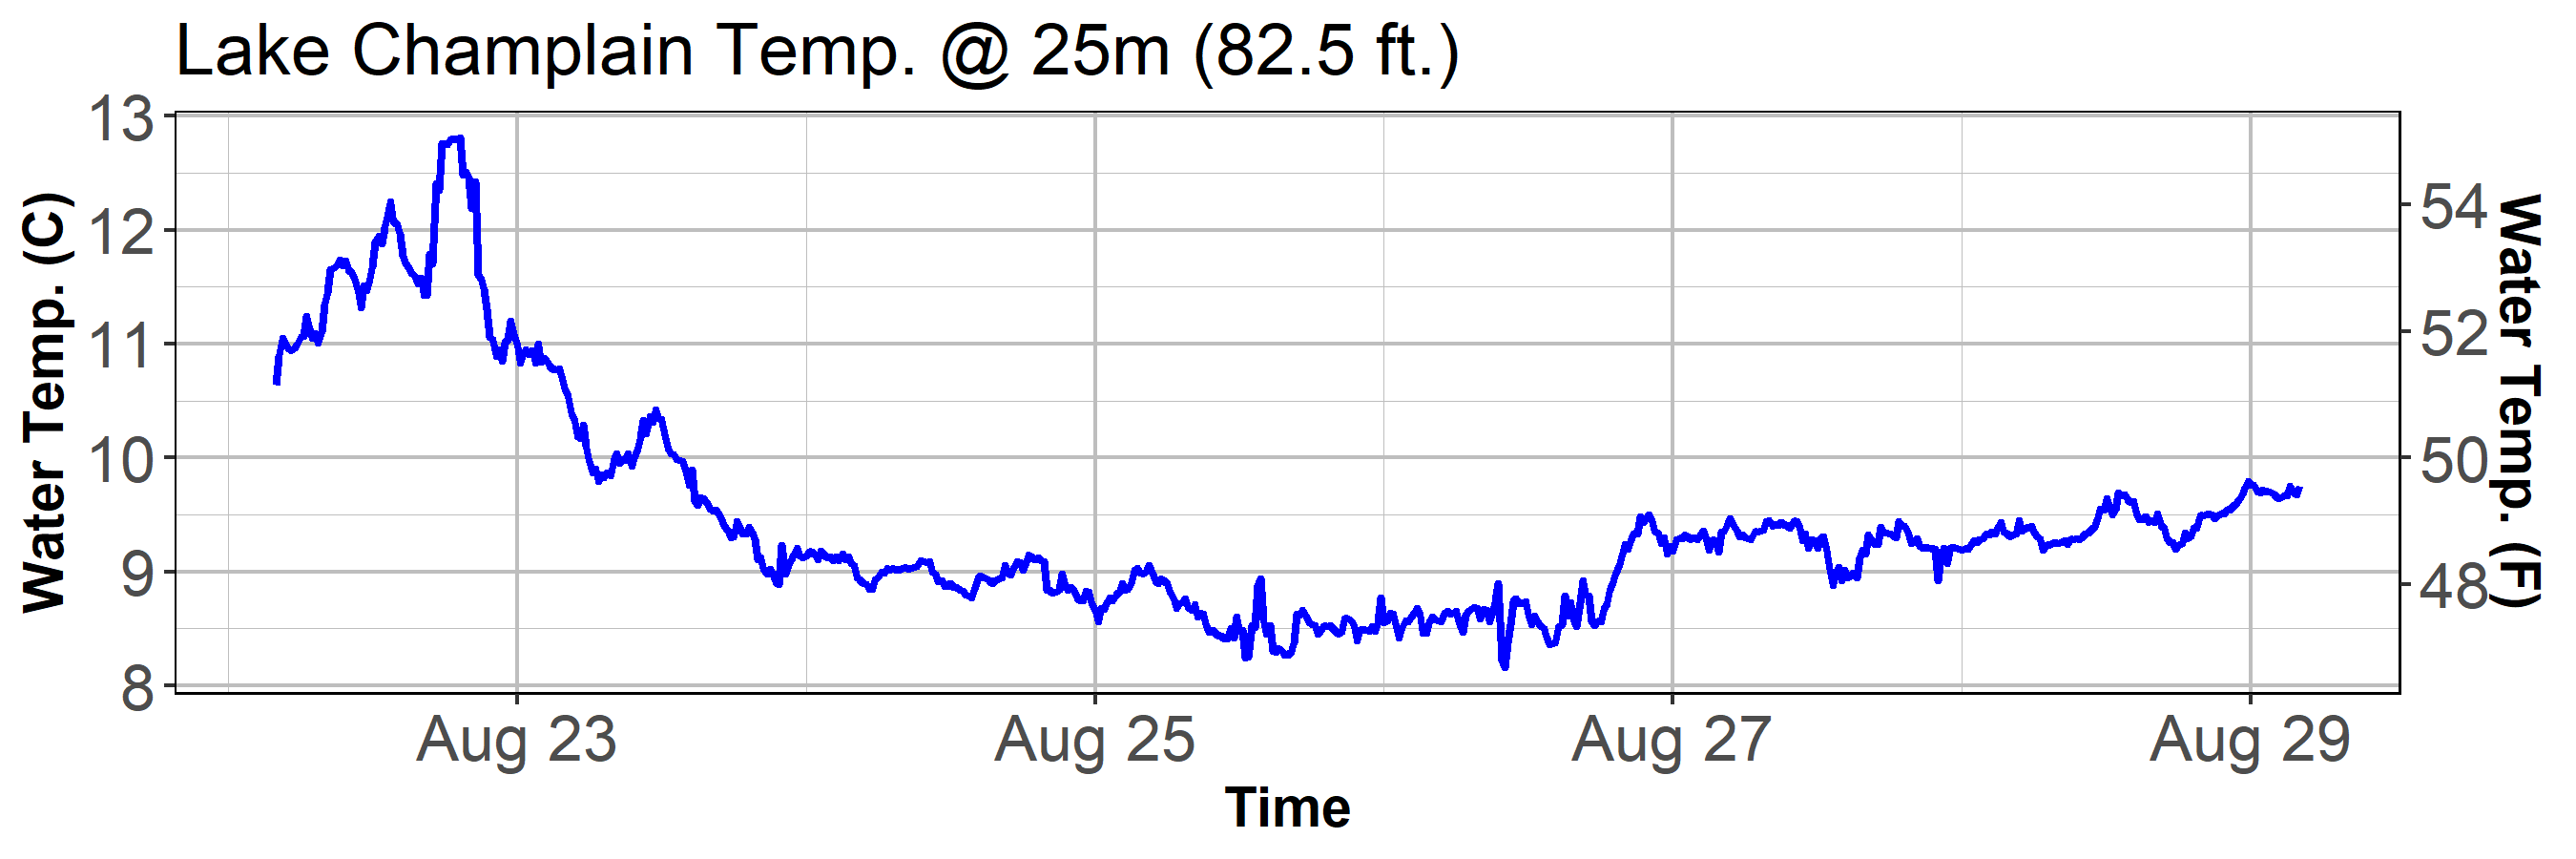 Lake Champlain Temp. @ 25m (82.5 ft.)
Water Temp. (C)
13
12
11
10
9
8
54
52
50
48
Water Temp. (F)
Aug 23
Aug 25
Aug 27
Aug 29
Time